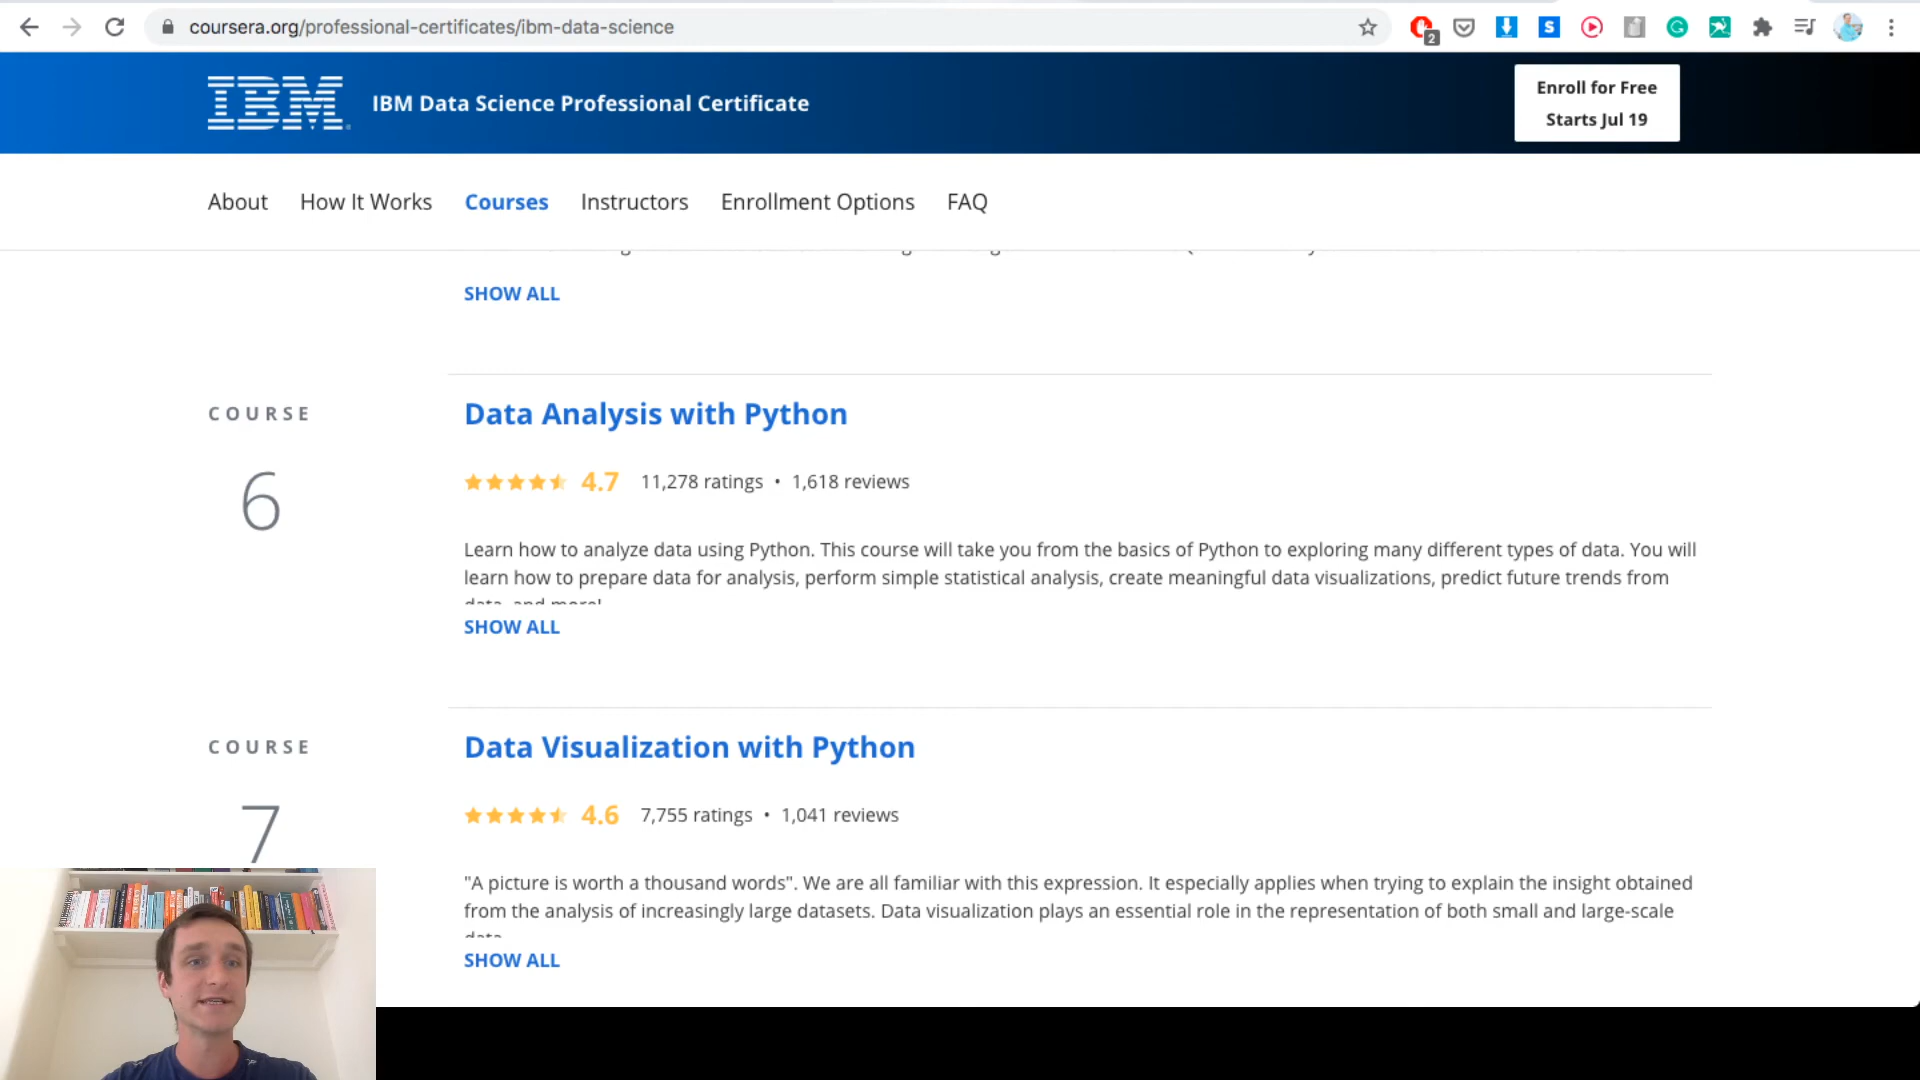 coursera.org/professional-certificates/ibm-data-science
2
S
G
IBM
IBM Data Science Professional Certificate
Enroll for Free
Starts Jul 19
About How It Works Courses Instructors Enrollment Options FAQ
SHOW ALL
COURSE
6
Data Analysis with Python
4.7 11,278 ratings • 1,618 reviews
Learn how to analyze data using Python. This course will take you from the basics of Python to exploring many different types of data. You will
learn how to prepare data for analysis, perform simple statistical analysis, create meaningful data visualizations, predict future trends from
data, and more!
SHOW ALL
COURSE
7
Data Visualization with Python
4.6 7,755 ratings • 1,041 reviews
"A picture is worth a thousand words". We are all familiar with this expression. It especially applies when trying to explain the insight obtained
from the analysis of increasingly large datasets. Data visualization plays an essential role in the representation of both small and large-scale
data.
SHOW ALL